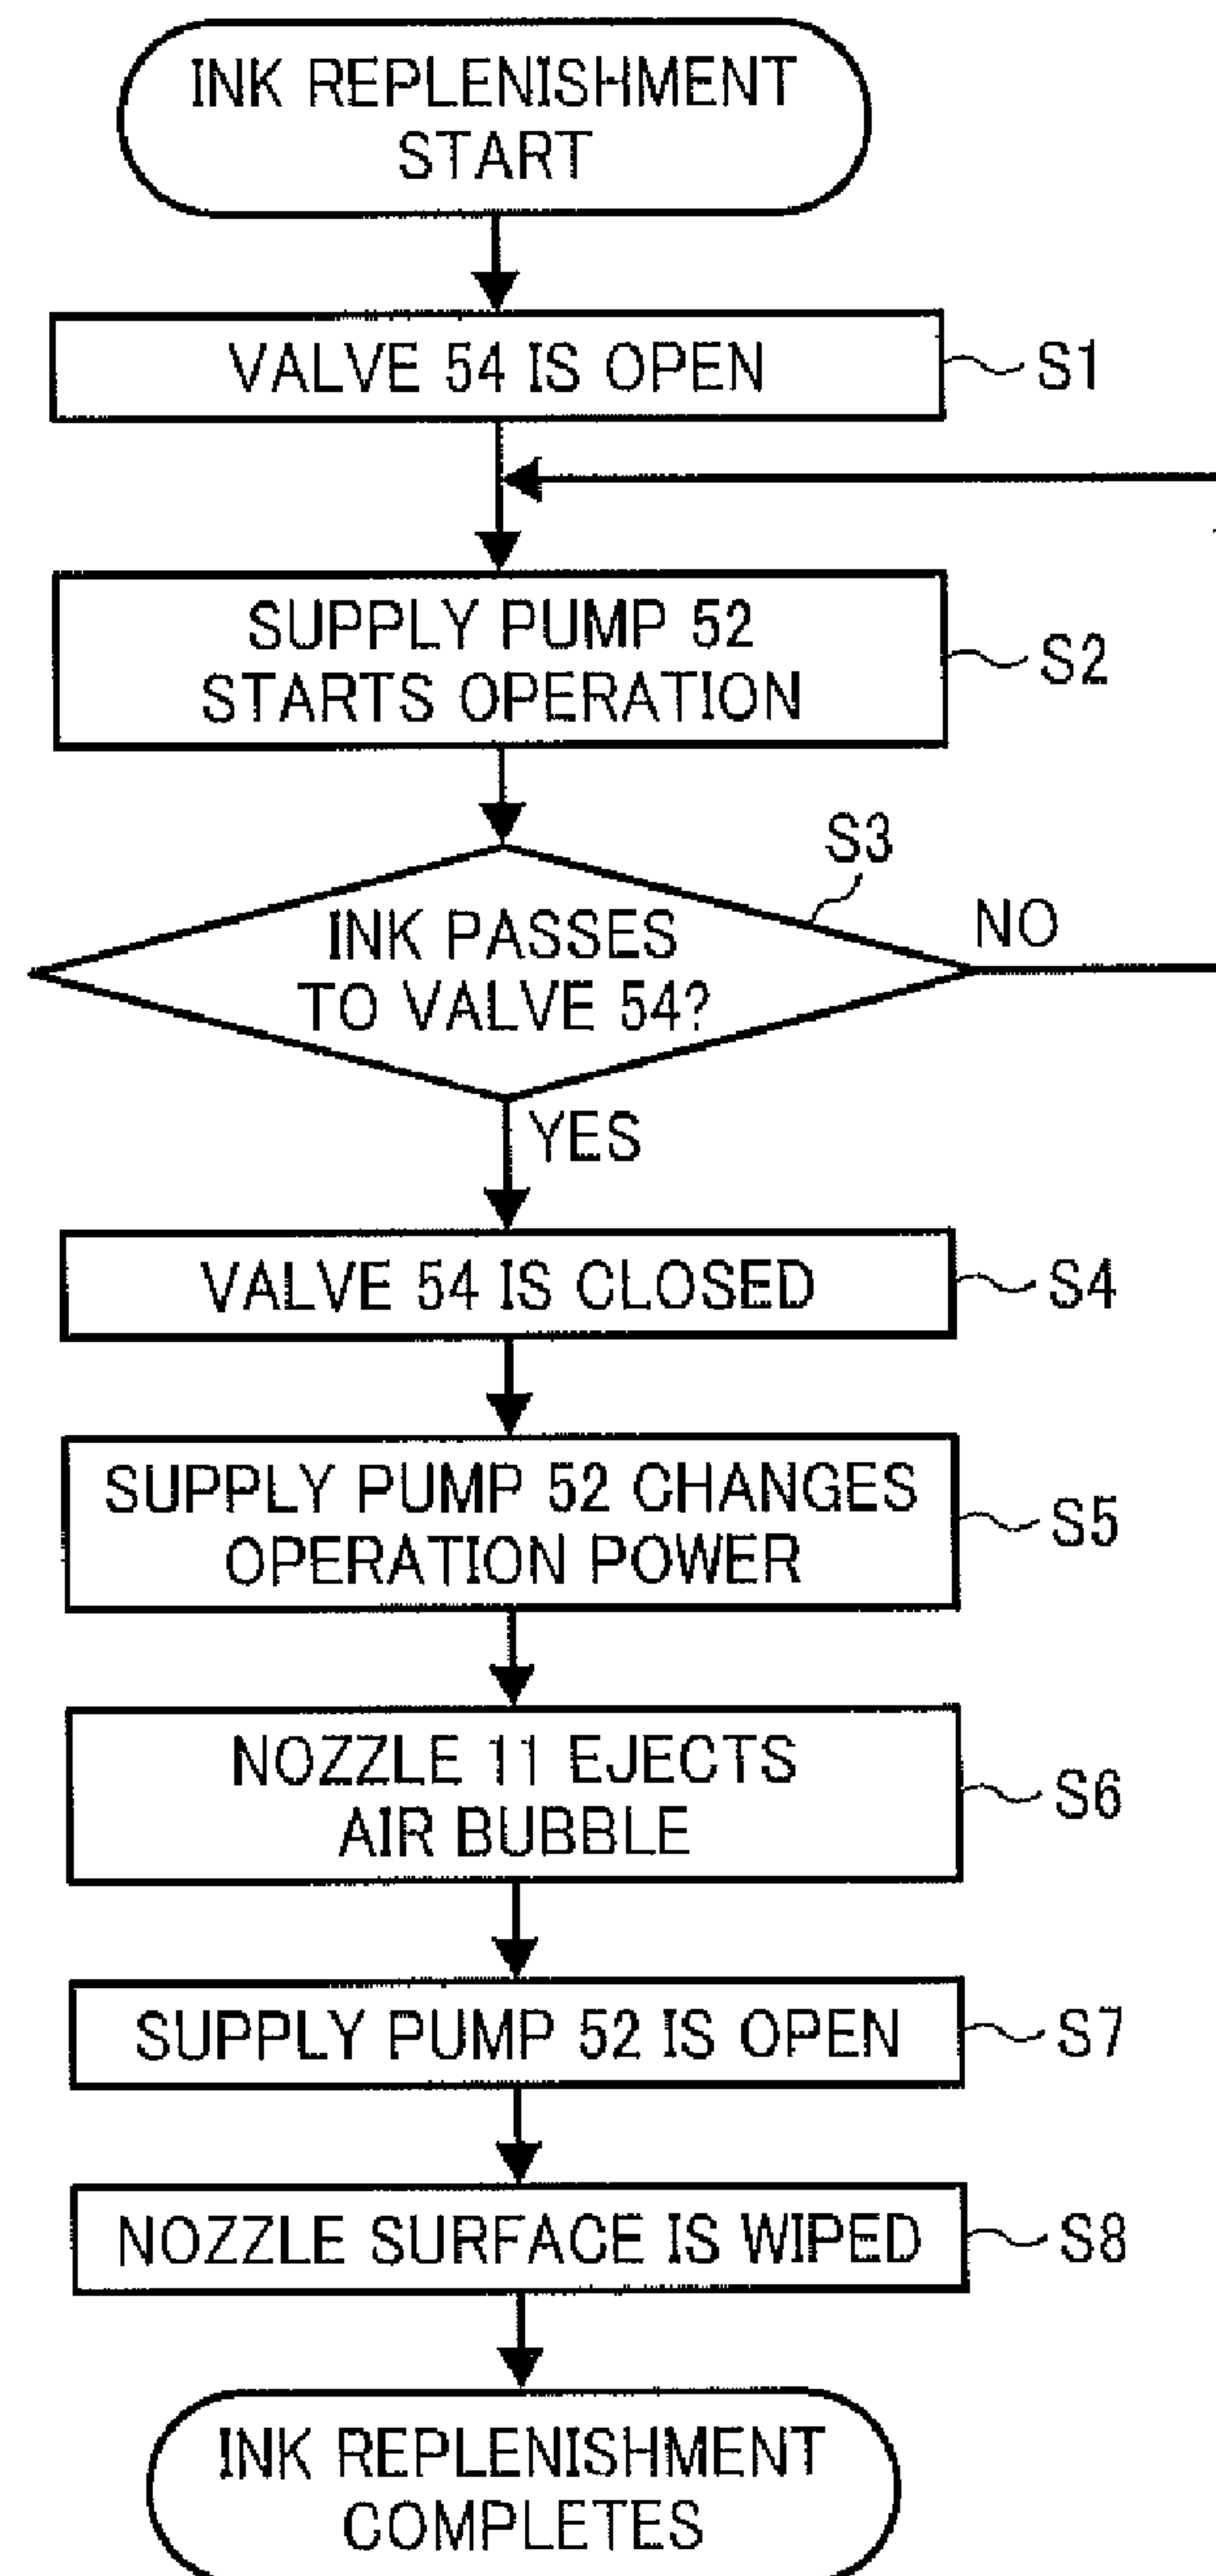 INK REPLENISHMENT
START
VALVE 54 IS OPEN
S1
SUPPLY PUMP 52
STARTS OPERATION
S2
S3
INK PASSES
TO VALVE 54?
NO
YES
VALVE 54 IS CLOSED
S4
SUPPLY PUMP 52 CHANGES
OPERATION POWER
S5
NOZZLE 11 EJECTS
AIR BUBBLE
S6
SUPPLY PUMP 52 IS OPEN
S7
NOZZLE SURFACE IS WIPED
S8
INK REPLENISHMENT
COMPLETES